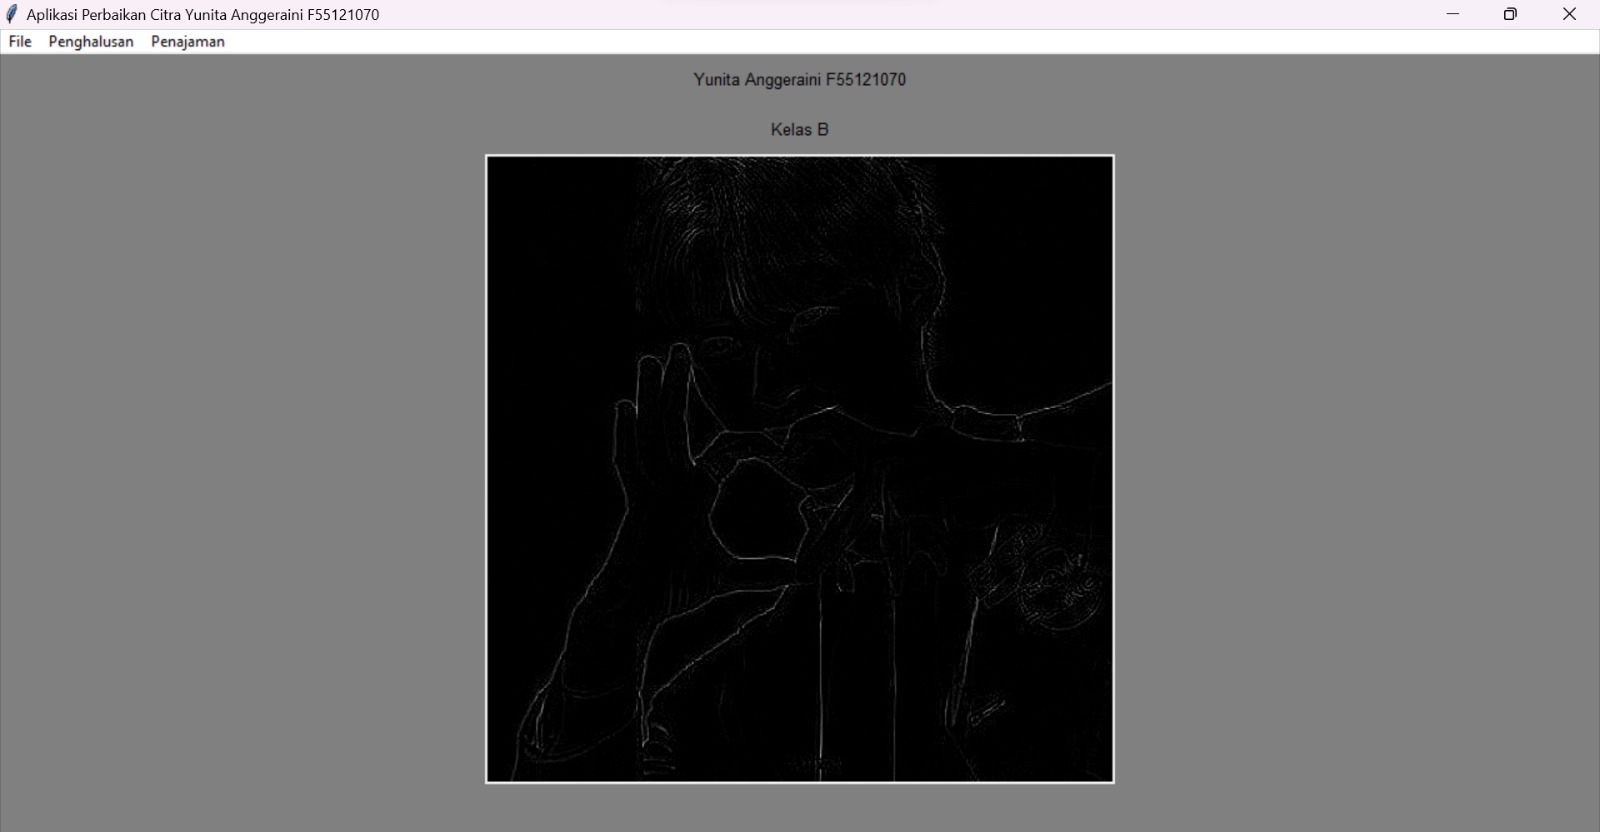 Aplikasi Perbaikan Citra Yunita Anggeraini F55121070
File Penghalusan Penajaman
Yunita Anggeraini F55121070
Kelas B